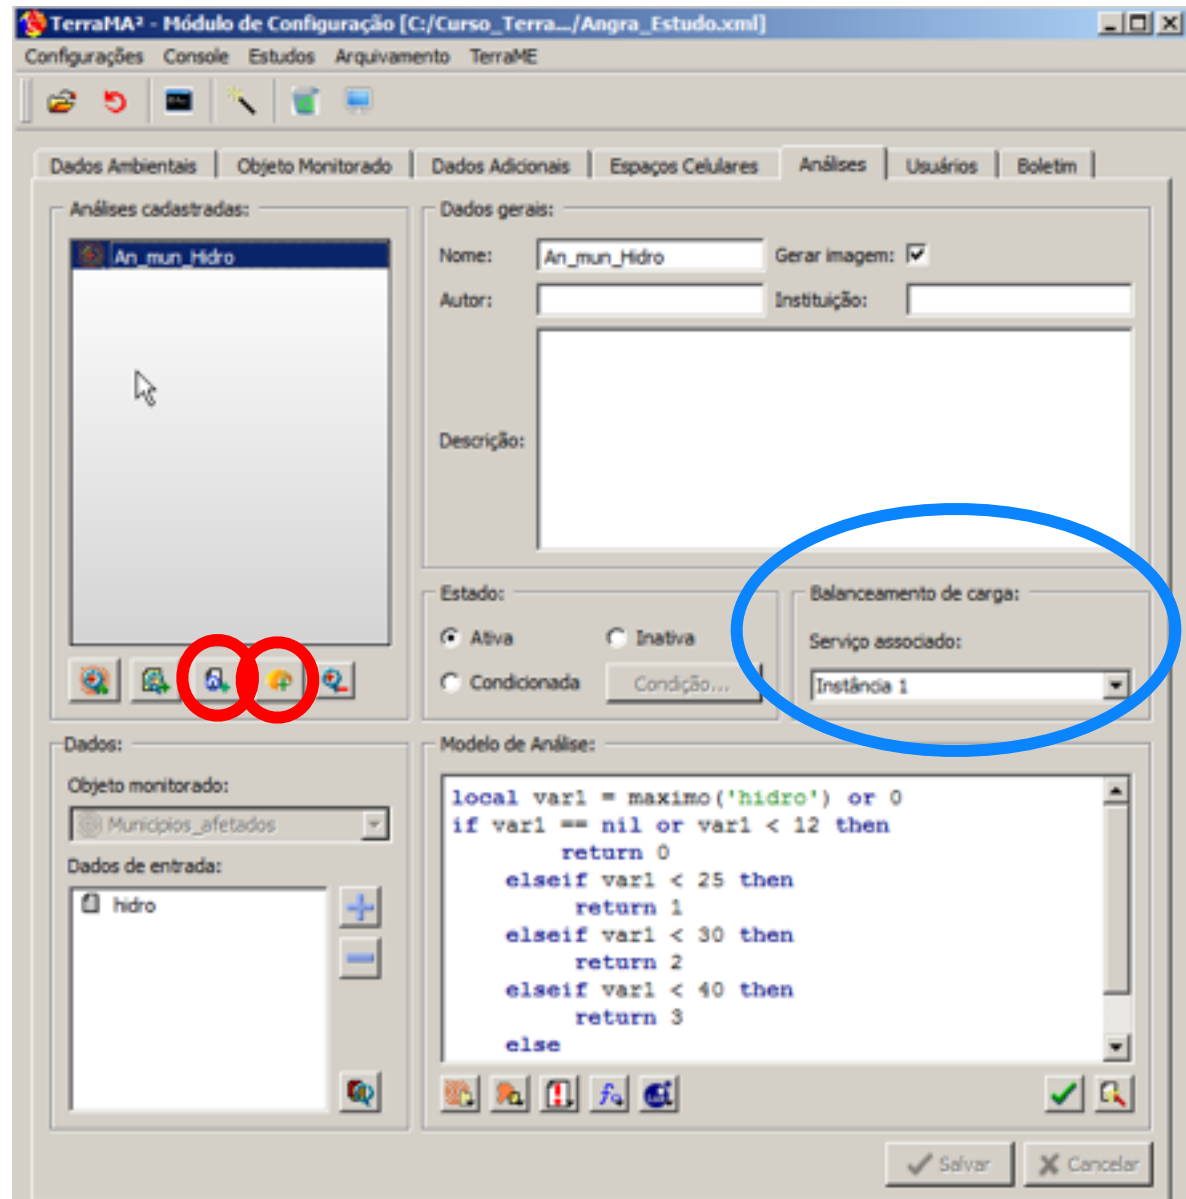 TerraMA² - Módulo de Configuração [C:/Curso_Terra.../Angra_Estudo.xml]
Configurações Console Estudos Arquivamento TerraME
Dados Ambientais Objeto Monitorado Dados Adicionais Espaços Celulares Análises Usuários Boletim
Análises cadastradas:
An_mun_Hidro
Dados gerais:
Nome: An_mun_Hidro Gerar imagem:
Autor: Instituição:
Descrição:
Estado:
Ativa Inativa
Condicionada Condição...
Balanceamento de carga:
Serviço associado:
Instância 1
Dados:
Objeto monitorado:
Municipios_afetados
Dados de entrada:
hidro
Modelo de Análise:
local var1 = maximo('hidro') or 0
if var1 == nil or var1 < 12 then
return 0
elseif var1 < 25 then
return 1
elseif var1 < 30 then
return 2
elseif var1 < 40 then
return 3
else
Salvar Cancelar